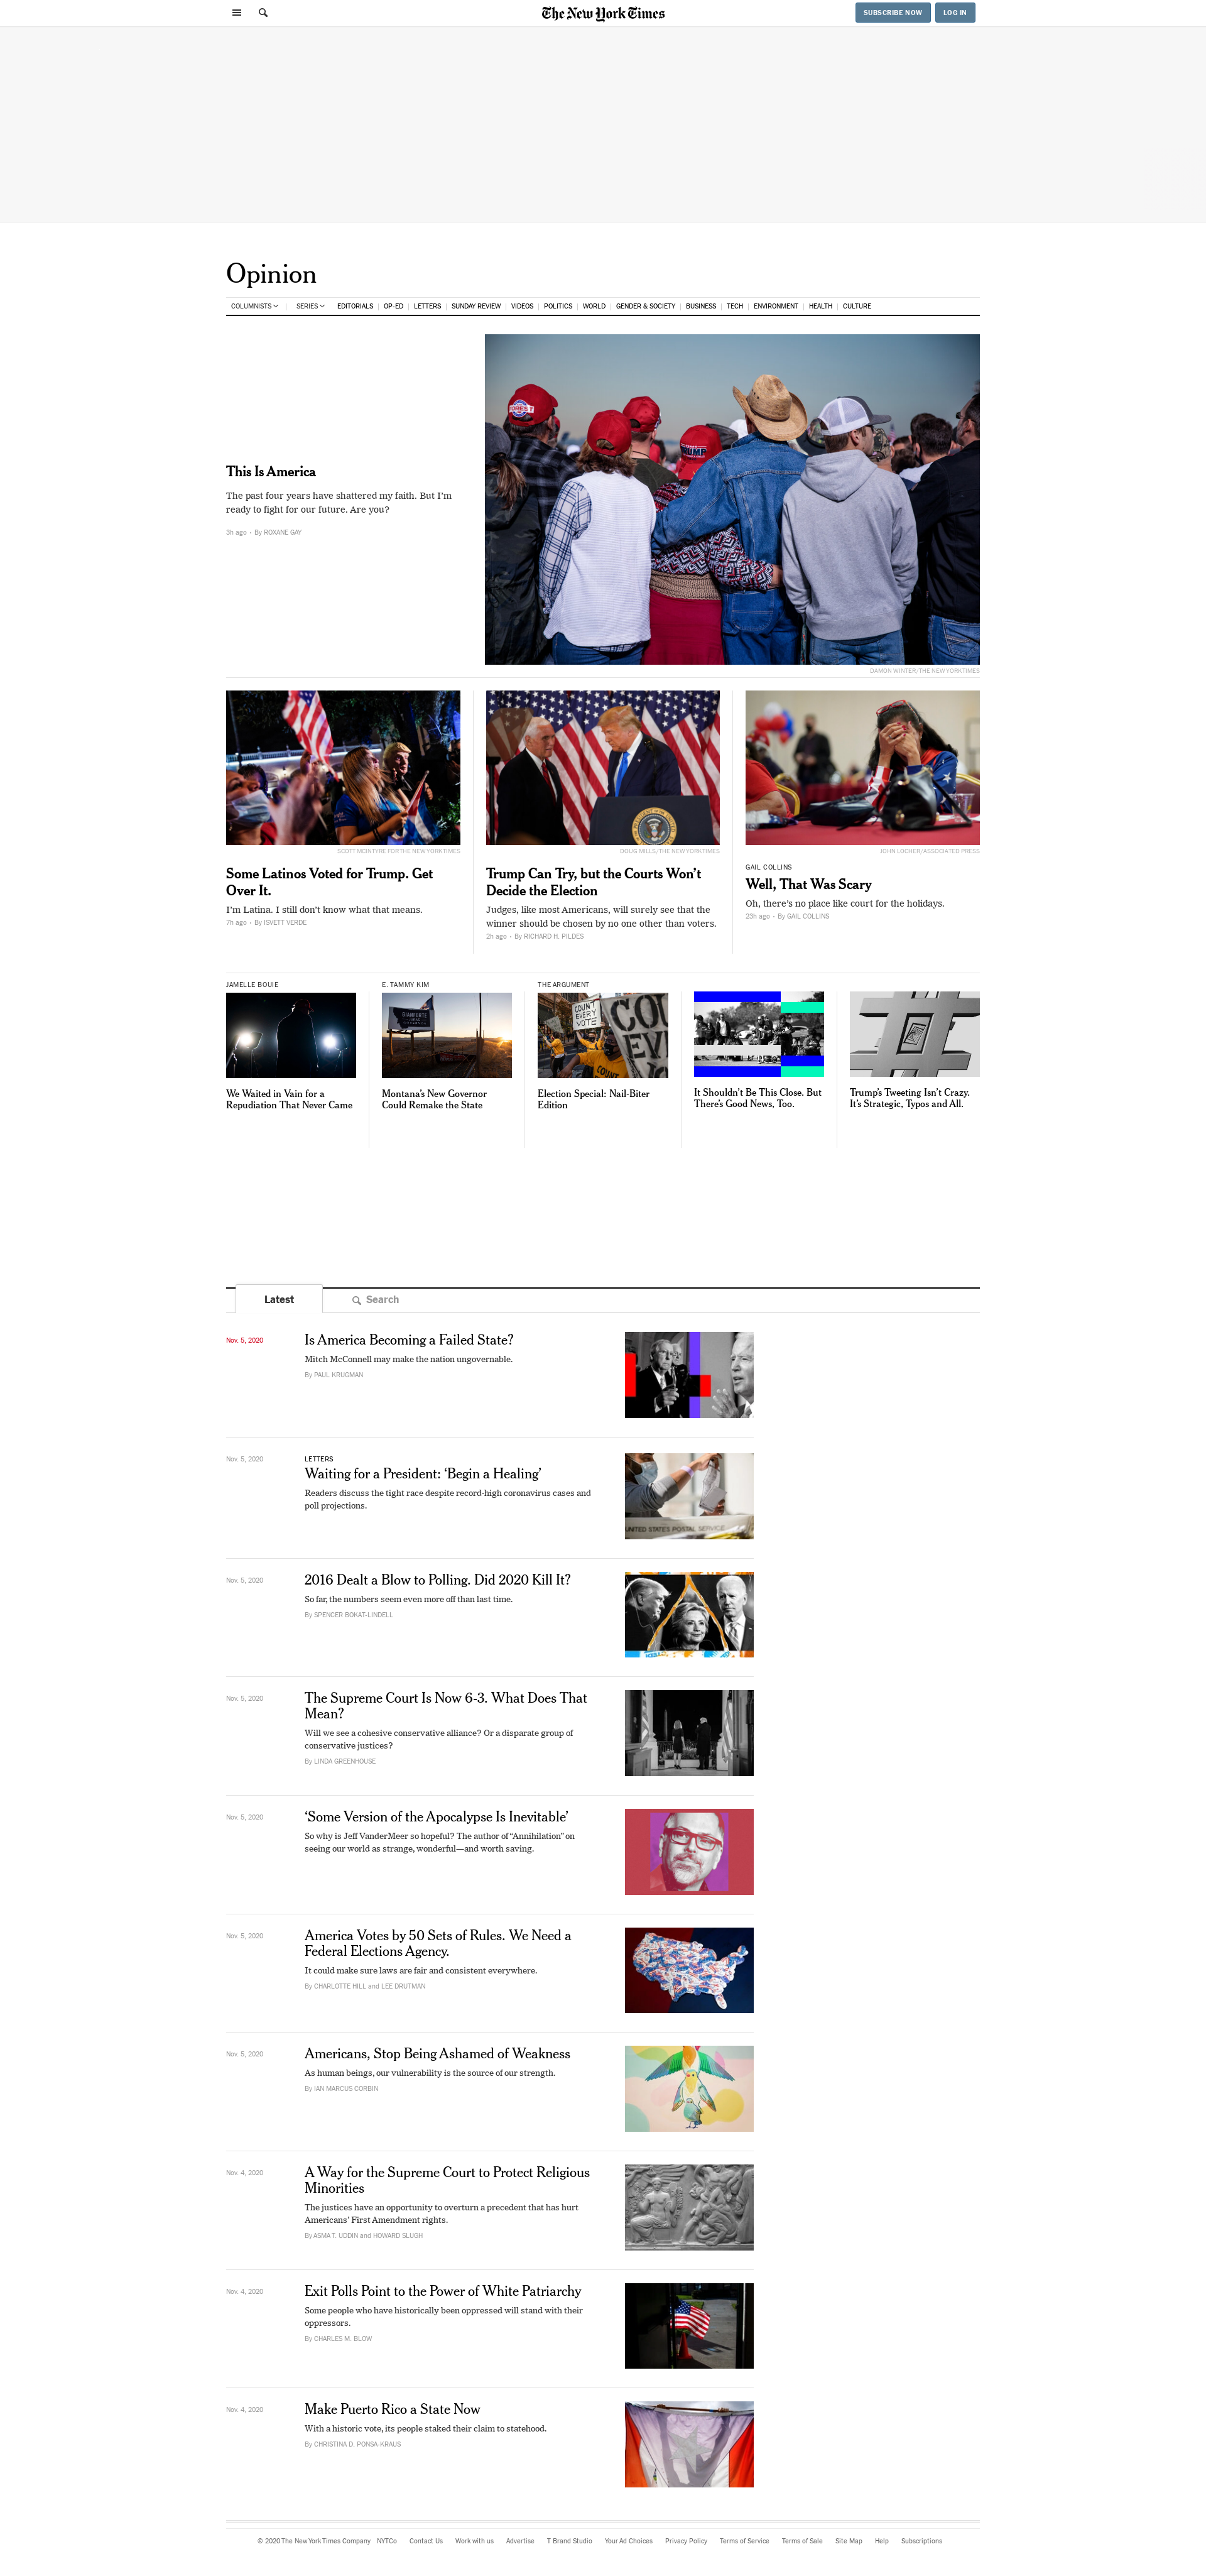 The New York Times
SUBSCRIBE NOW
LOG IN
Opinion
COLUMNISTS
SERIES
EDITORIALS
OP-ED
LETTERS
SUNDAY REVIEW
VIDEOS
POLITICS
WORLD
GENDER & SOCIETY
BUSINESS
TECH
ENVIRONMENT
HEALTH
CULTURE
This Is America
The past four years have shattered my faith. But I'm
ready to fight for our future. Are you?
3h ago • By ROXANE GAY
TRUMP
DAMON WINTER/THE NEW YORK TIMES
SCOTT MCINTYRE FOR THE NEW YORK TIMES
Some Latinos Voted for Trump. Get
Over It.
I'm Latina. I still don't know what that means.
7h ago • By ISVETT VERDE
DOUG MILLS/THE NEW YORK TIMES
Trump Can Try, but the Courts Won't
Decide the Election
Judges, like most Americans, will surely see that the
winner should be chosen by no one other than voters.
2h ago • By RICHARD H. PILDES
JOHN LOCHER/ASSOCIATED PRESS
GAIL COLLINS
Well, That Was Scary
Oh, there's no place like court for the holidays.
23h ago • By GAIL COLLINS
JAMELLE BOUIE
We Waited in Vain for a
Repudiation That Never Came
E. TAMMY KIM
GIANFORTE
Montana's New Governor
Could Remake the State
THE ARGUMENT
COUNT
EVERY
VOTE
Election Special: Nail-Biter
Edition
It Shouldn't Be This Close. But
There's Good News, Too.
Trump's Tweeting Isn't Crazy.
It's Strategic, Typos and All.
Latest
Search
Nov. 5, 2020
Is America Becoming a Failed State?
Mitch McConnell may make the nation ungovernable.
By PAUL KRUGMAN
Nov. 5, 2020
LETTERS
Waiting for a President: 'Begin a Healing'
Readers discuss the tight race despite record-high coronavirus cases and
poll projections.
UNITED STATES POSTAL SERVICE
Nov. 5, 2020
2016 Dealt a Blow to Polling. Did 2020 Kill It?
So far, the numbers seem even more off than last time.
By SPENCER BOKAT-LINDELL
Nov. 5, 2020
The Supreme Court Is Now 6-3. What Does That
Mean?
Will we see a cohesive conservative alliance? Or a disparate group of
conservative justices?
By LINDA GREENHOUSE
Nov. 5, 2020
'Some Version of the Apocalypse Is Inevitable'
So why is Jeff VanderMeer so hopeful? The author of "Annihilation" on
seeing our world as strange, wonderful—and worth saving.
Nov. 5, 2020
America Votes by 50 Sets of Rules. We Need a
Federal Elections Agency.
It could make sure laws are fair and consistent everywhere.
By CHARLOTTE HILL and LEE DRUTMAN
Nov. 5, 2020
Americans, Stop Being Ashamed of Weakness
As human beings, our vulnerability is the source of our strength.
By IAN MARCUS CORBIN
Nov. 4, 2020
A Way for the Supreme Court to Protect Religious
Minorities
The justices have an opportunity to overturn a precedent that has hurt
Americans' First Amendment rights.
By ASMA T. UDDIN and HOWARD SLUGH
Nov. 4, 2020
Exit Polls Point to the Power of White Patriarchy
Some people who have historically been oppressed will stand with their
oppressors.
By CHARLES M. BLOW
Nov. 4, 2020
Make Puerto Rico a State Now
With a historic vote, its people staked their claim to statehood.
By CHRISTINA D. PONSA-KRAUS
© 2020 The New York Times Company
NYTCo
Contact Us
Work with us
Advertise
T Brand Studio
Your Ad Choices
Privacy Policy
Terms of Service
Terms of Sale
Site Map
Help
Subscriptions